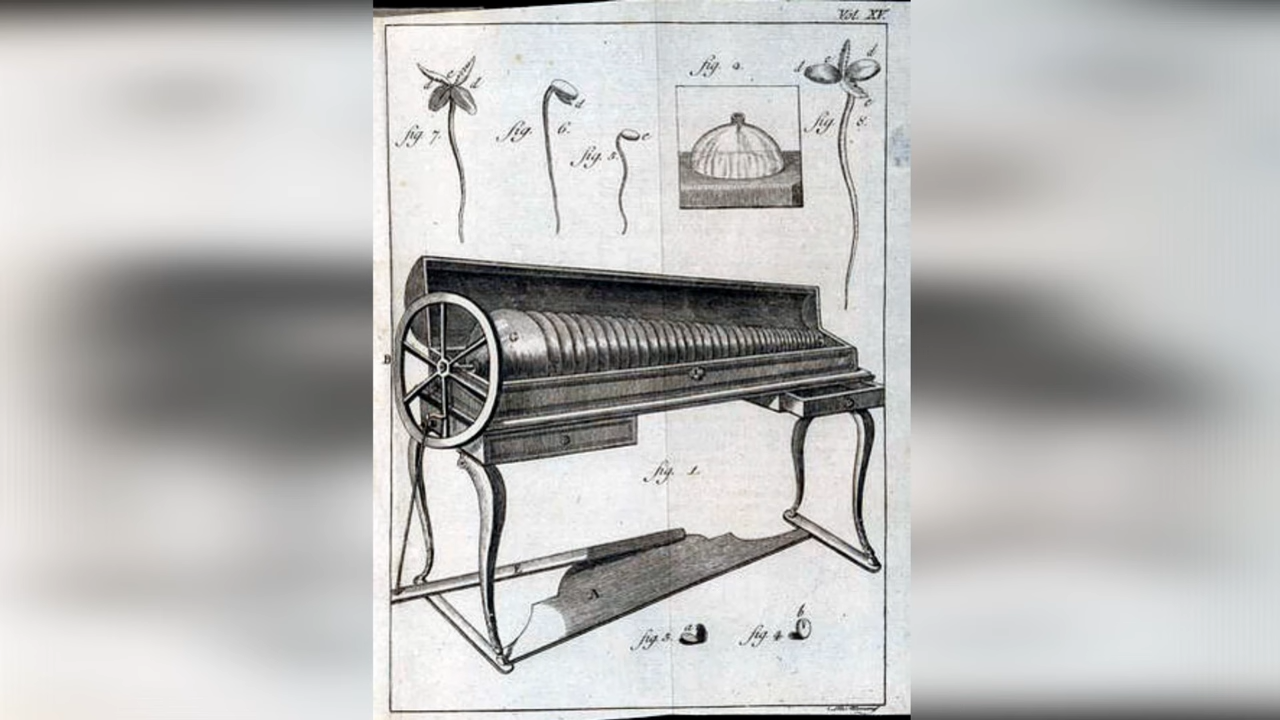 Vol. XV.
fig. 2.
d
e
d
e
fig. 8.
d
e
d
fig. 7.
d
fig. 6.
c
fig. 5.
B
C
fig. 1.
E
A
a
fig. 3.
b
fig. 4.